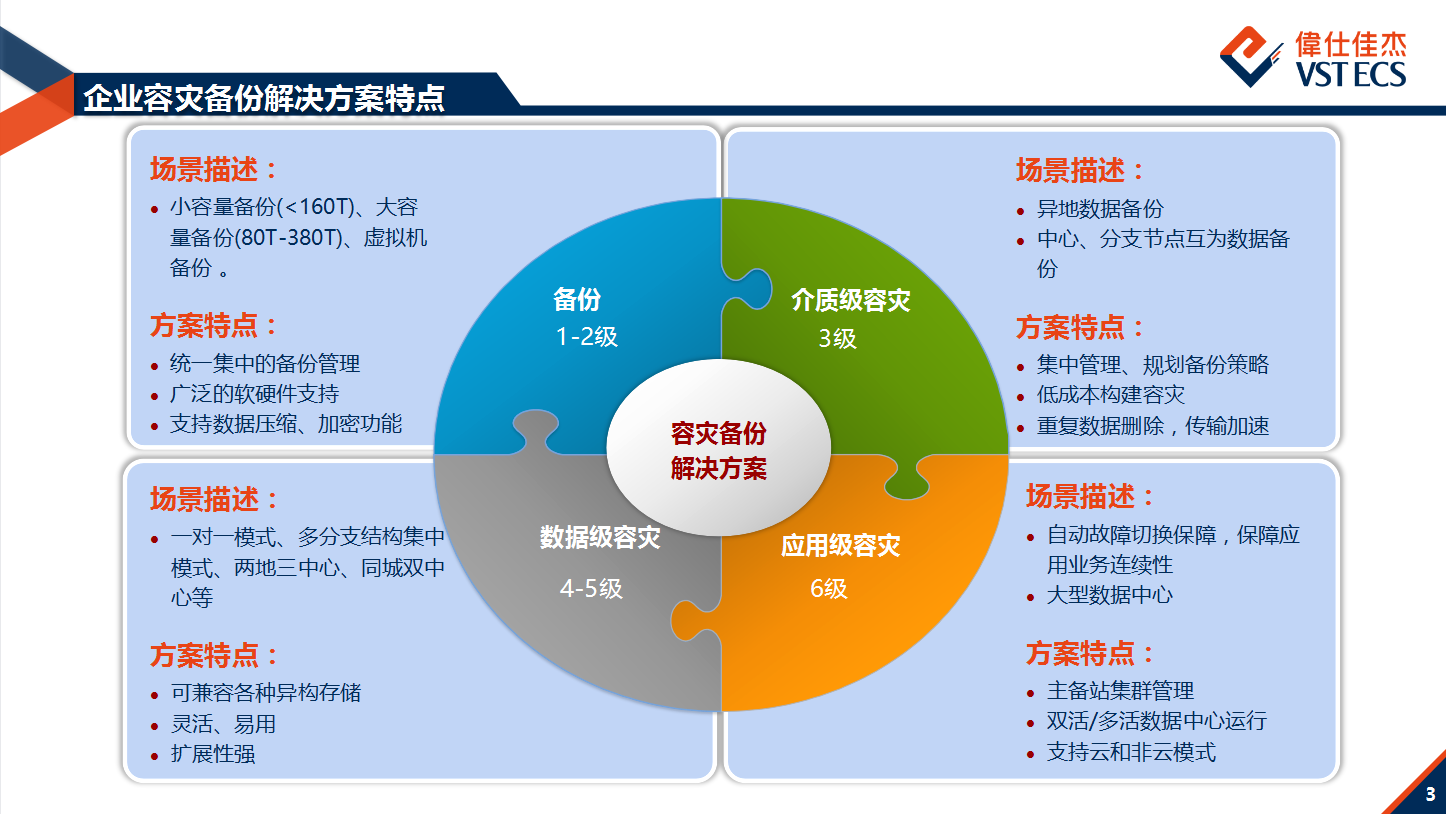 偉仕佳杰
VSTECS
企业容灾备份解决方案特点
场景描述：
• 小容量备份(<160T)、大容
量备份(80T-380T)、虚拟机
备份 。
方案特点：
• 统一集中的备份管理
• 广泛的软硬件支持
• 支持数据压缩、加密功能
场景描述：
• 异地数据备份
• 中心、分支节点互为数据备
份
方案特点：
• 集中管理、规划备份策略
• 低成本构建容灾
• 重复数据删除，传输加速
备份
1-2级
介质级容灾
3级
容灾备份
解决方案
数据级容灾
4-5级
应用级容灾
6级
场景描述：
• 一对一模式、多分支结构集中
模式、两地三中心、同城双中
心等
方案特点：
• 可兼容各种异构存储
• 灵活、易用
• 扩展性强
场景描述：
• 自动故障切换保障，保障应
用业务连续性
• 大型数据中心
方案特点：
• 主备站集群管理
• 双活/多活数据中心运行
• 支持云和非云模式
3